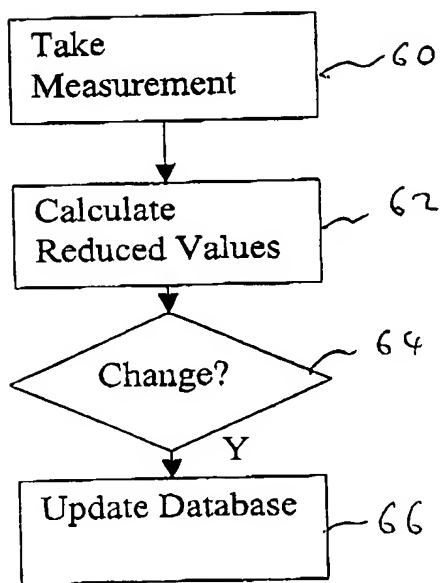 Take
Measurement
60
Calculate
Reduced Values
62
Change?
64
Y
Update Database
66